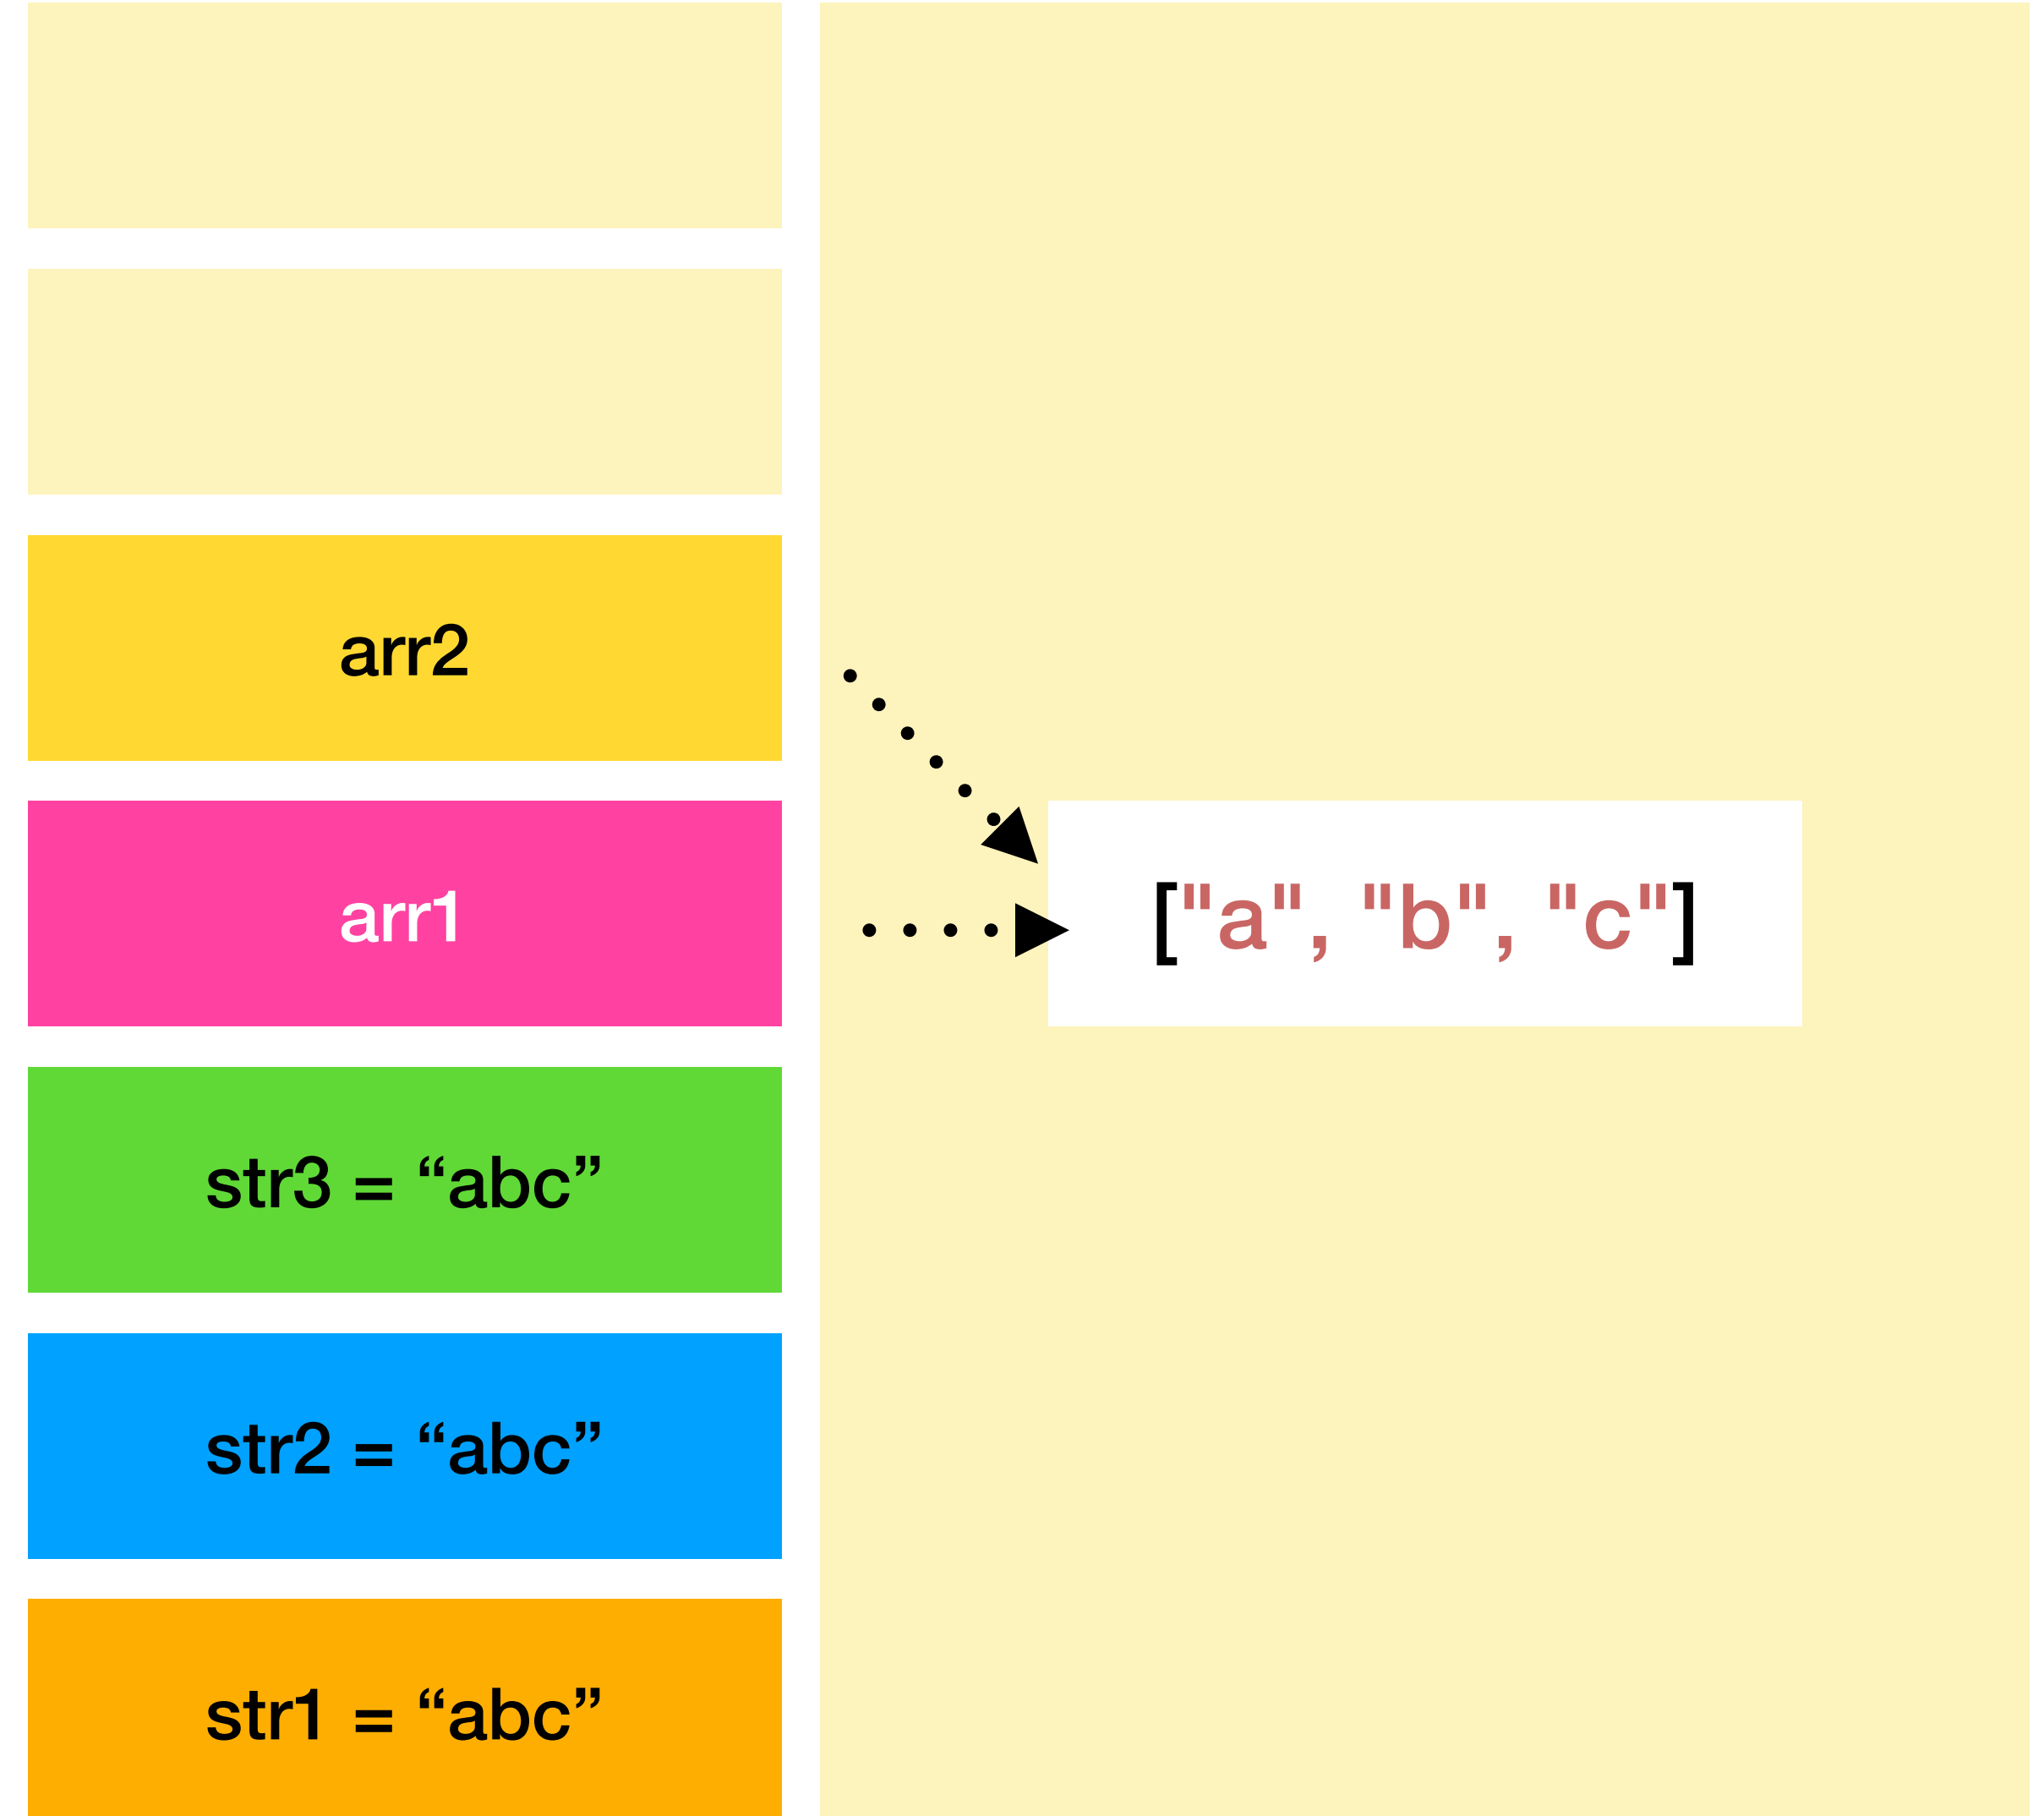 arr2
arr1
["a", "b", "c"]
str3 = “abc”
str2 = “abc”
str1 = “abc”